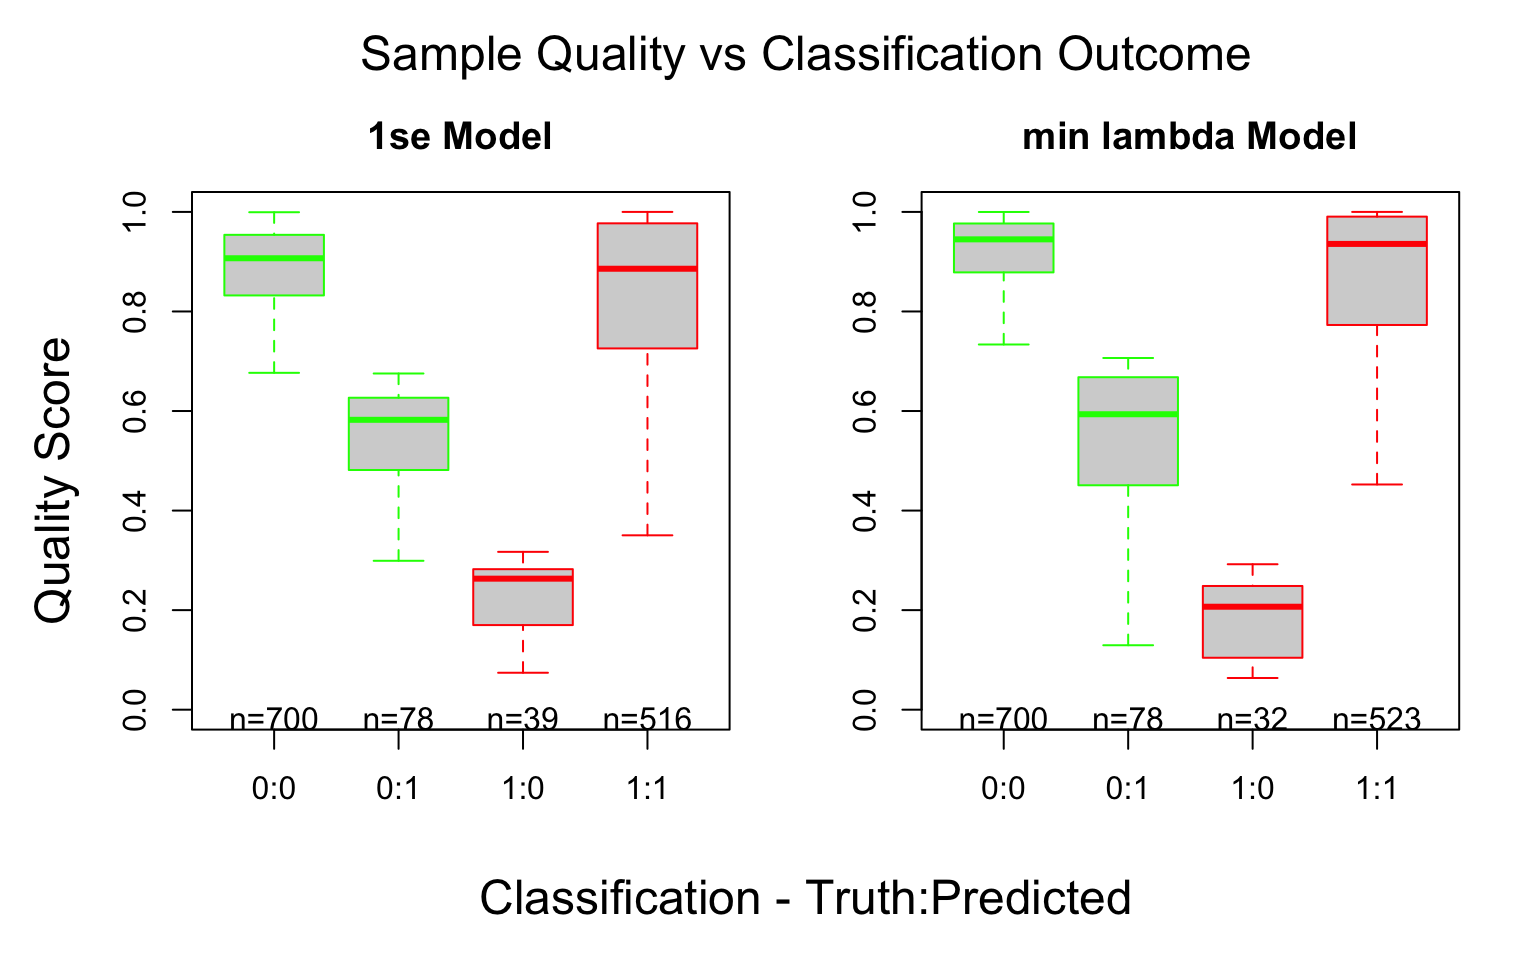 Sample Quality vs Classification Outcome
1se Model
min lambda Model
Quality Score
1.0
0.8
0.6
0.4
0.2
0.0
n=700 n=78 n=39 n=516
0:0 0:1 1:0 1:1
1.0
0.8
0.6
0.4
0.2
0.0
n=700 n=78 n=32 n=523
0:0 0:1 1:0 1:1
Classification - Truth:Predicted